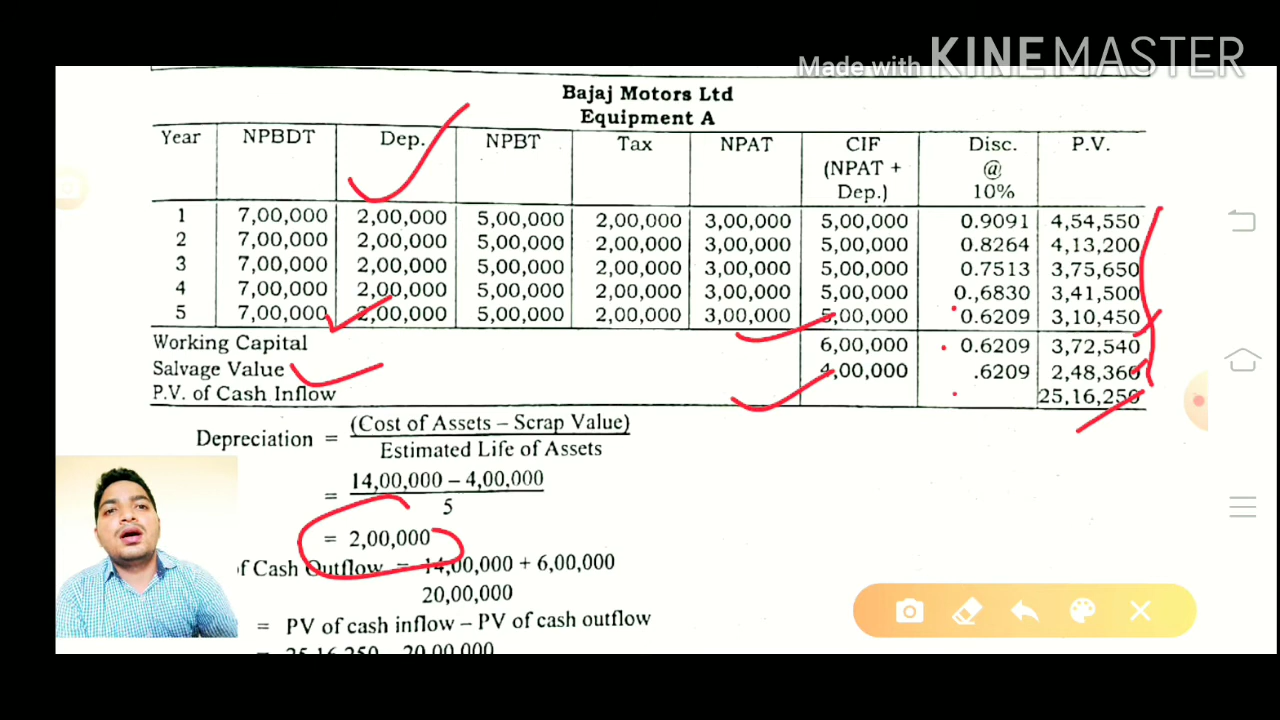 Made with KINEMASTER
Bajaj Motors Ltd
Equipment A
Year NPBDT Dep. NPBT Tax NPAT CIF Disc. P.V.
(NPAT + @
Dep.) 10%
1 7,00,000 2,00,000 5,00,000 2,00,000 3,00,000 5,00,000 0.9091 4,54,550
2 7,00,000 2,00,000 5,00,000 2,00,000 3,00,000 5,00,000 0.8264 4,13,200
3 7,00,000 2,00,000 5,00,000 2,00,000 3,00,000 5,00,000 0.7513 3,75,650
4 7,00,000 2,00,000 5,00,000 2,00,000 3,00,000 5,00,000 0.,6830 3,41,500
5 7,00,000 2,00,000 5,00,000 2,00,000 3,00,000 5,00,000 0.6209 3,10,450
Working Capital 6,00,000 0.6209 3,72,540
Salvage Value 4,00,000 .6209 2,48,360
P.V. of Cash Inflow 25,16,250
Depreciation = (Cost of Assets – Scrap Value)
Estimated Life of Assets
= 14,00,000 – 4,00,000
5
= 2,00,000
of Cash Outflow = 14,00,000 + 6,00,000
20,00,000
= PV of cash inflow – PV of cash outflow
= 25,16,250 – 20,00,000